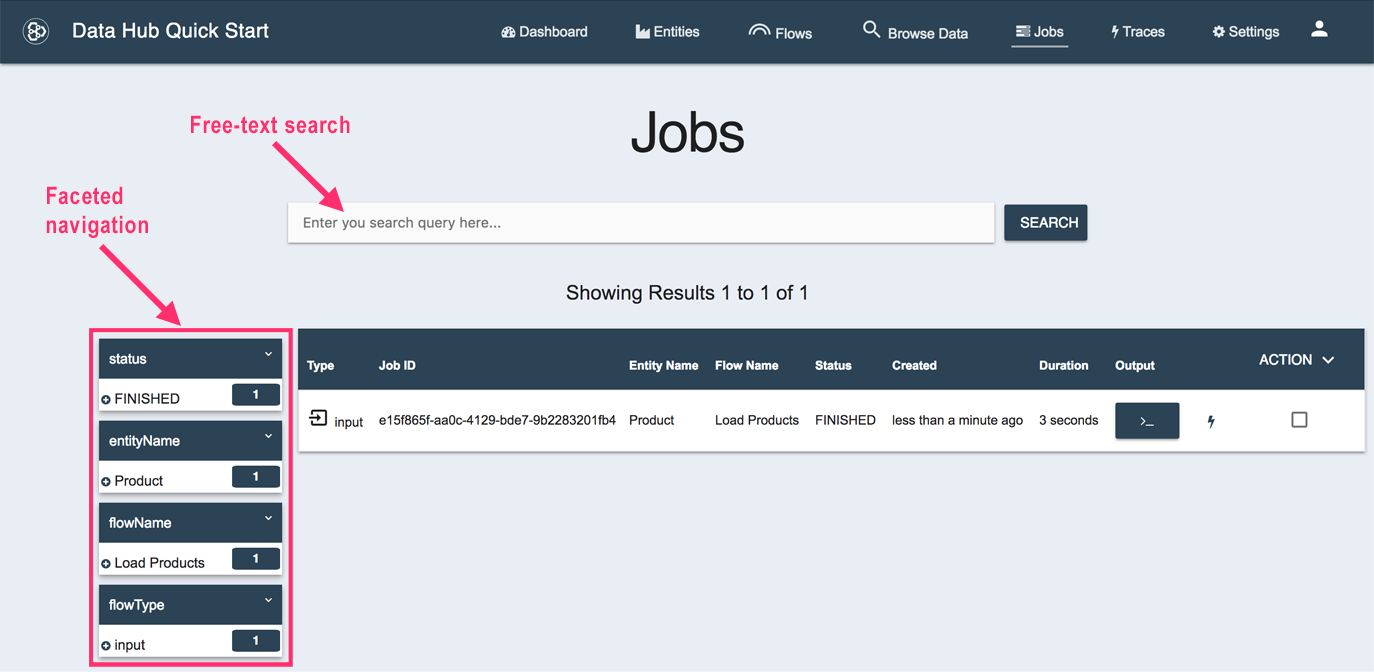 Data Hub Quick Start Dashboard Entities Flows Browse Data Jobs Traces Settings
Free-text search
Jobs
Faceted
navigation
Enter you search query here... SEARCH
Showing Results 1 to 1 of 1
status
FINISHED 1
entityName
Product 1
flowName
Load Products 1
flowType
input 1
Type Job ID Entity Name Flow Name Status Created Duration Output ACTION
input e15f865f-aa0c-4129-bde7-9b2283201fb4 Product Load Products FINISHED less than a minute ago 3 seconds >_